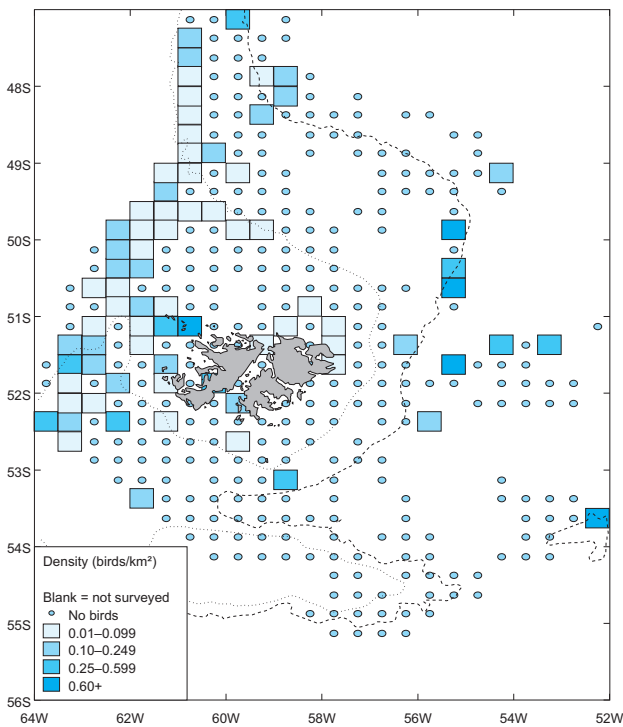 48S
49S
50S
51S
52S
53S
54S
55S
56S
Density (birds/km²)
Blank = not surveyed
No birds
0.01–0.099
0.10–0.249
0.25–0.599
0.60+
64W 62W 60W 58W 56W 54W 52W